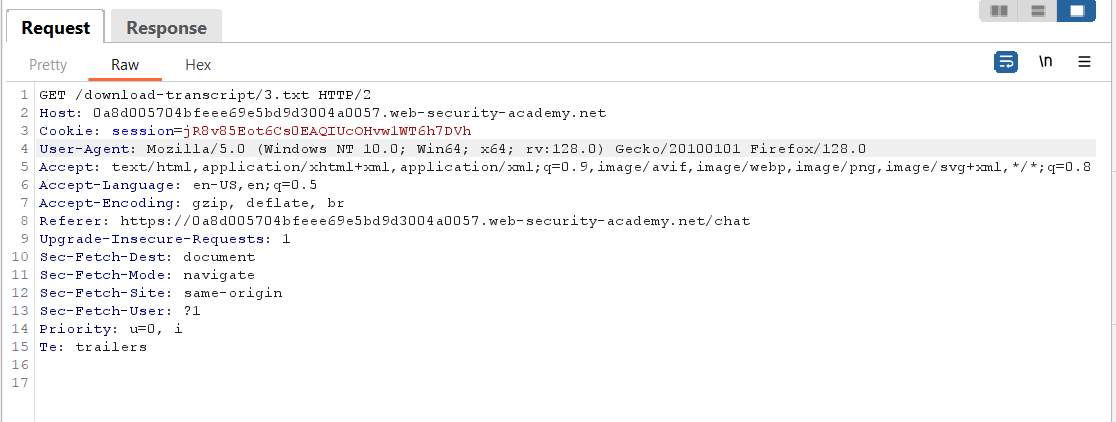 Request Response
Pretty Raw Hex
\n
1 GET /download-transcript/3.txt HTTP/2
2 Host: 0a8d005704bfeee69e5bd9d3004a0057.web-security-academy.net
3 Cookie: session=jR8v85Eot6Cs0EAQIUcOHvwlWT6h7DVh
4 User-Agent: Mozilla/5.0 (Windows NT 10.0; Win64; x64; rv:128.0) Gecko/20100101 Firefox/128.0
5 Accept: text/html,application/xhtml+xml,application/xml;q=0.9,image/avif,image/webp,image/png,image/svg+xml,*/*;q=0.8
6 Accept-Language: en-US,en;q=0.5
7 Accept-Encoding: gzip, deflate, br
8 Referer: https://0a8d005704bfeee69e5bd9d3004a0057.web-security-academy.net/chat
9 Upgrade-Insecure-Requests: 1
10 Sec-Fetch-Dest: document
11 Sec-Fetch-Mode: navigate
12 Sec-Fetch-Site: same-origin
13 Sec-Fetch-User: ?1
14 Priority: u=0, i
15 Te: trailers
16
17